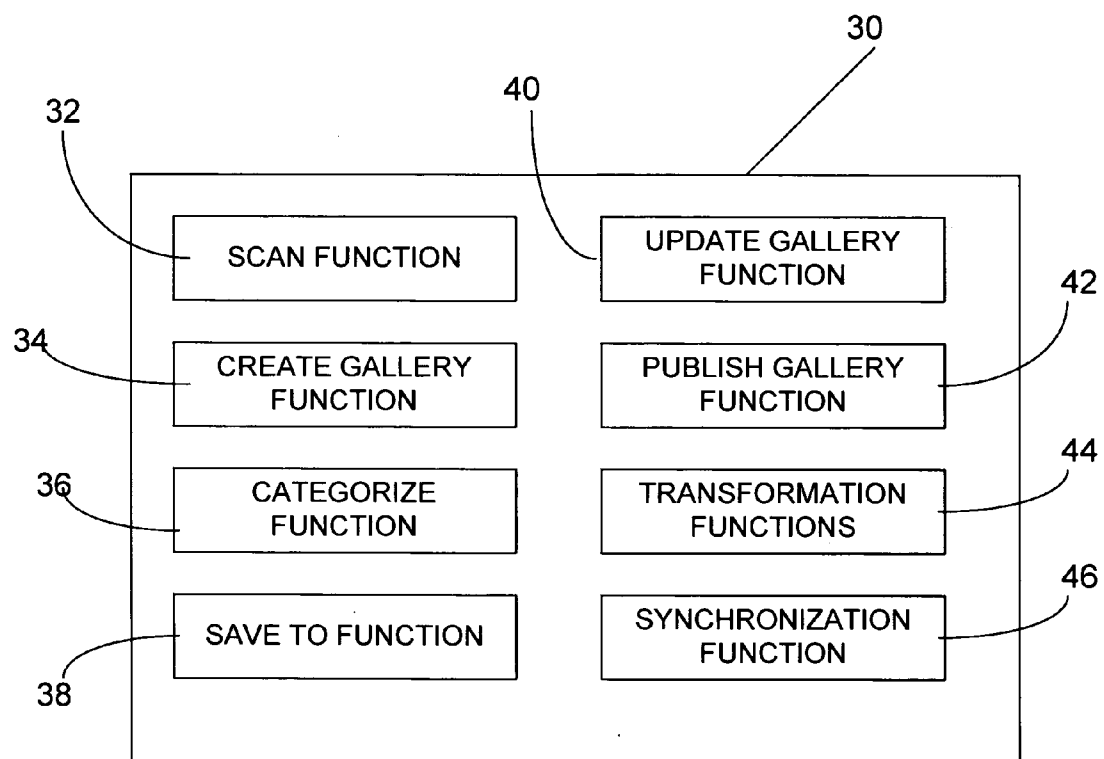 30
40
32
SCAN FUNCTION
UPDATE GALLERY
FUNCTION
42
34
CREATE GALLERY
FUNCTION
PUBLISH GALLERY
FUNCTION
44
36
CATEGORIZE
FUNCTION
TRANSFORMATION
FUNCTIONS
46
SAVE TO FUNCTION
SYNCHRONIZATION
FUNCTION
38